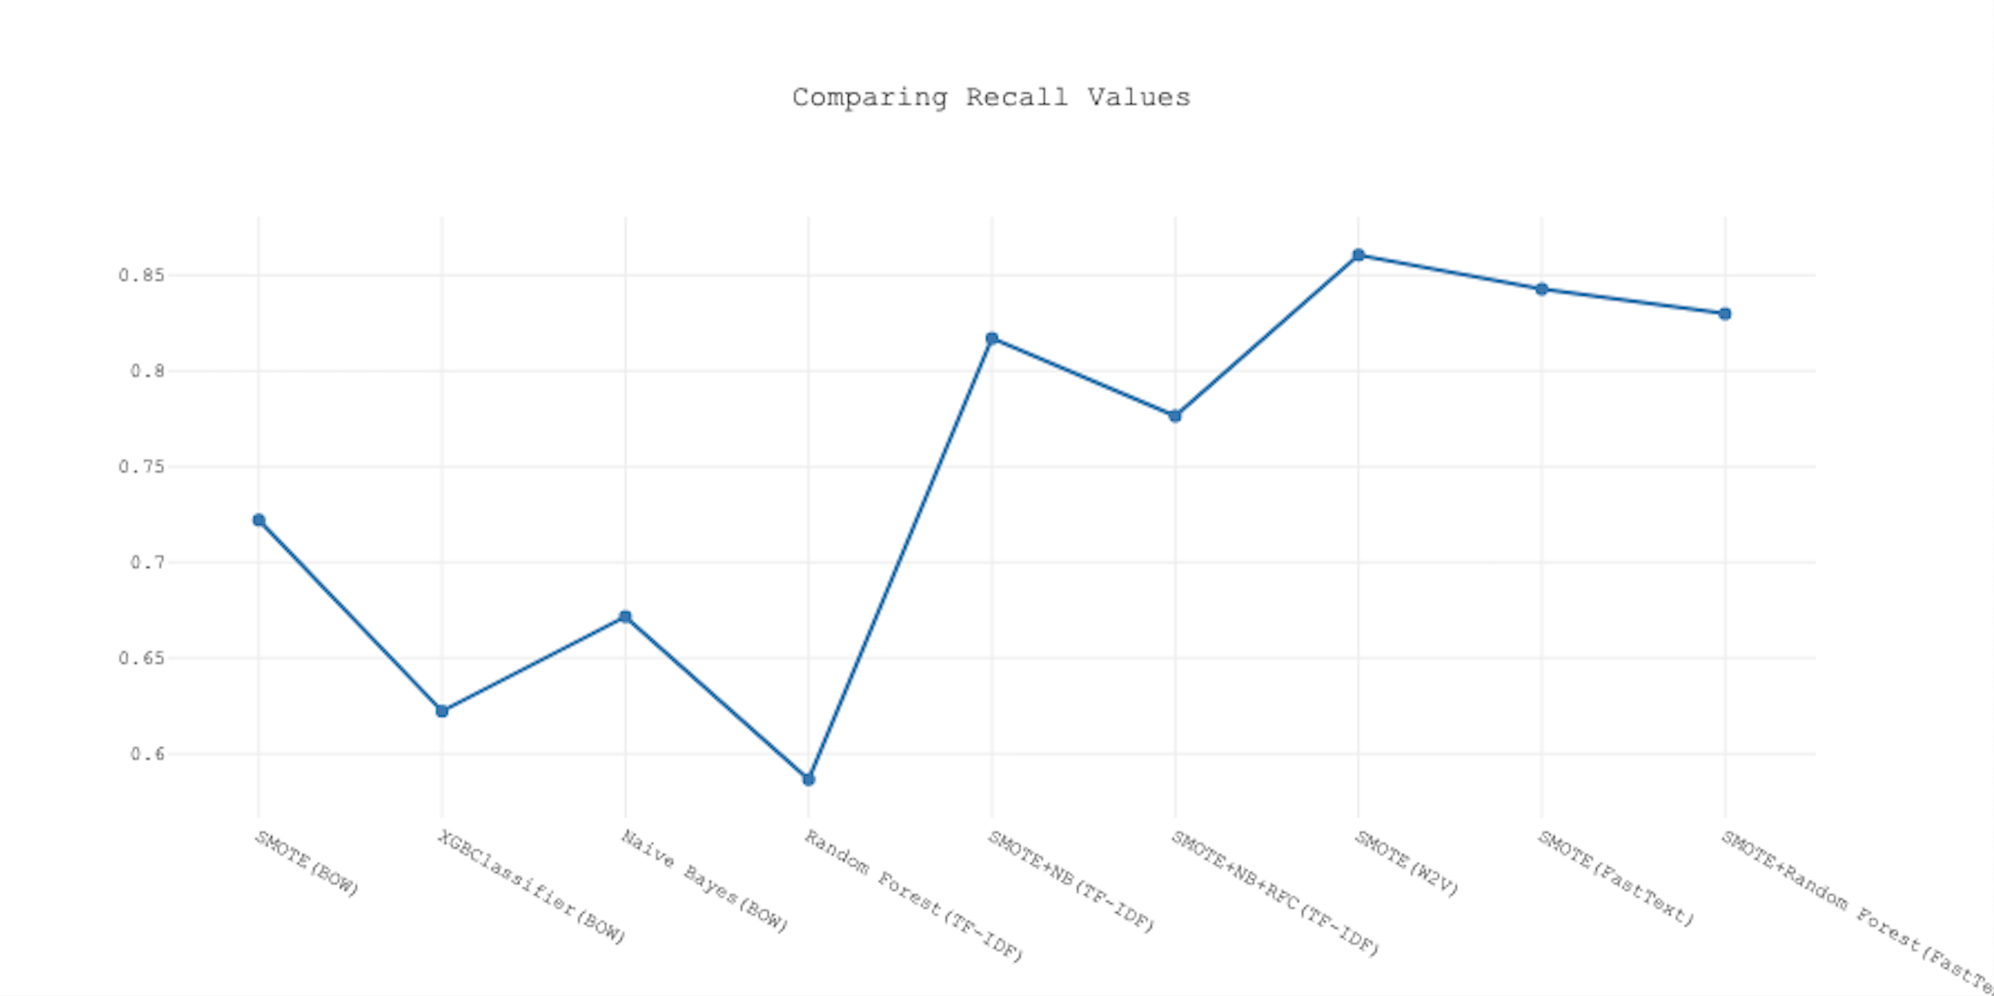 Comparing Recall Values
0.85
0.8
0.75
0.7
0.65
0.6
SMOTE(BOW)
XGBClassifier(BOW)
Naive Bayes(BOW)
Random Forest(TF-IDF)
SMOTE+NB(TF-IDF)
SMOTE+NB+RFC(TF-IDF)
SMOTE(W2V)
SMOTE(FastText)
SMOTE+Random Forest(FastTe